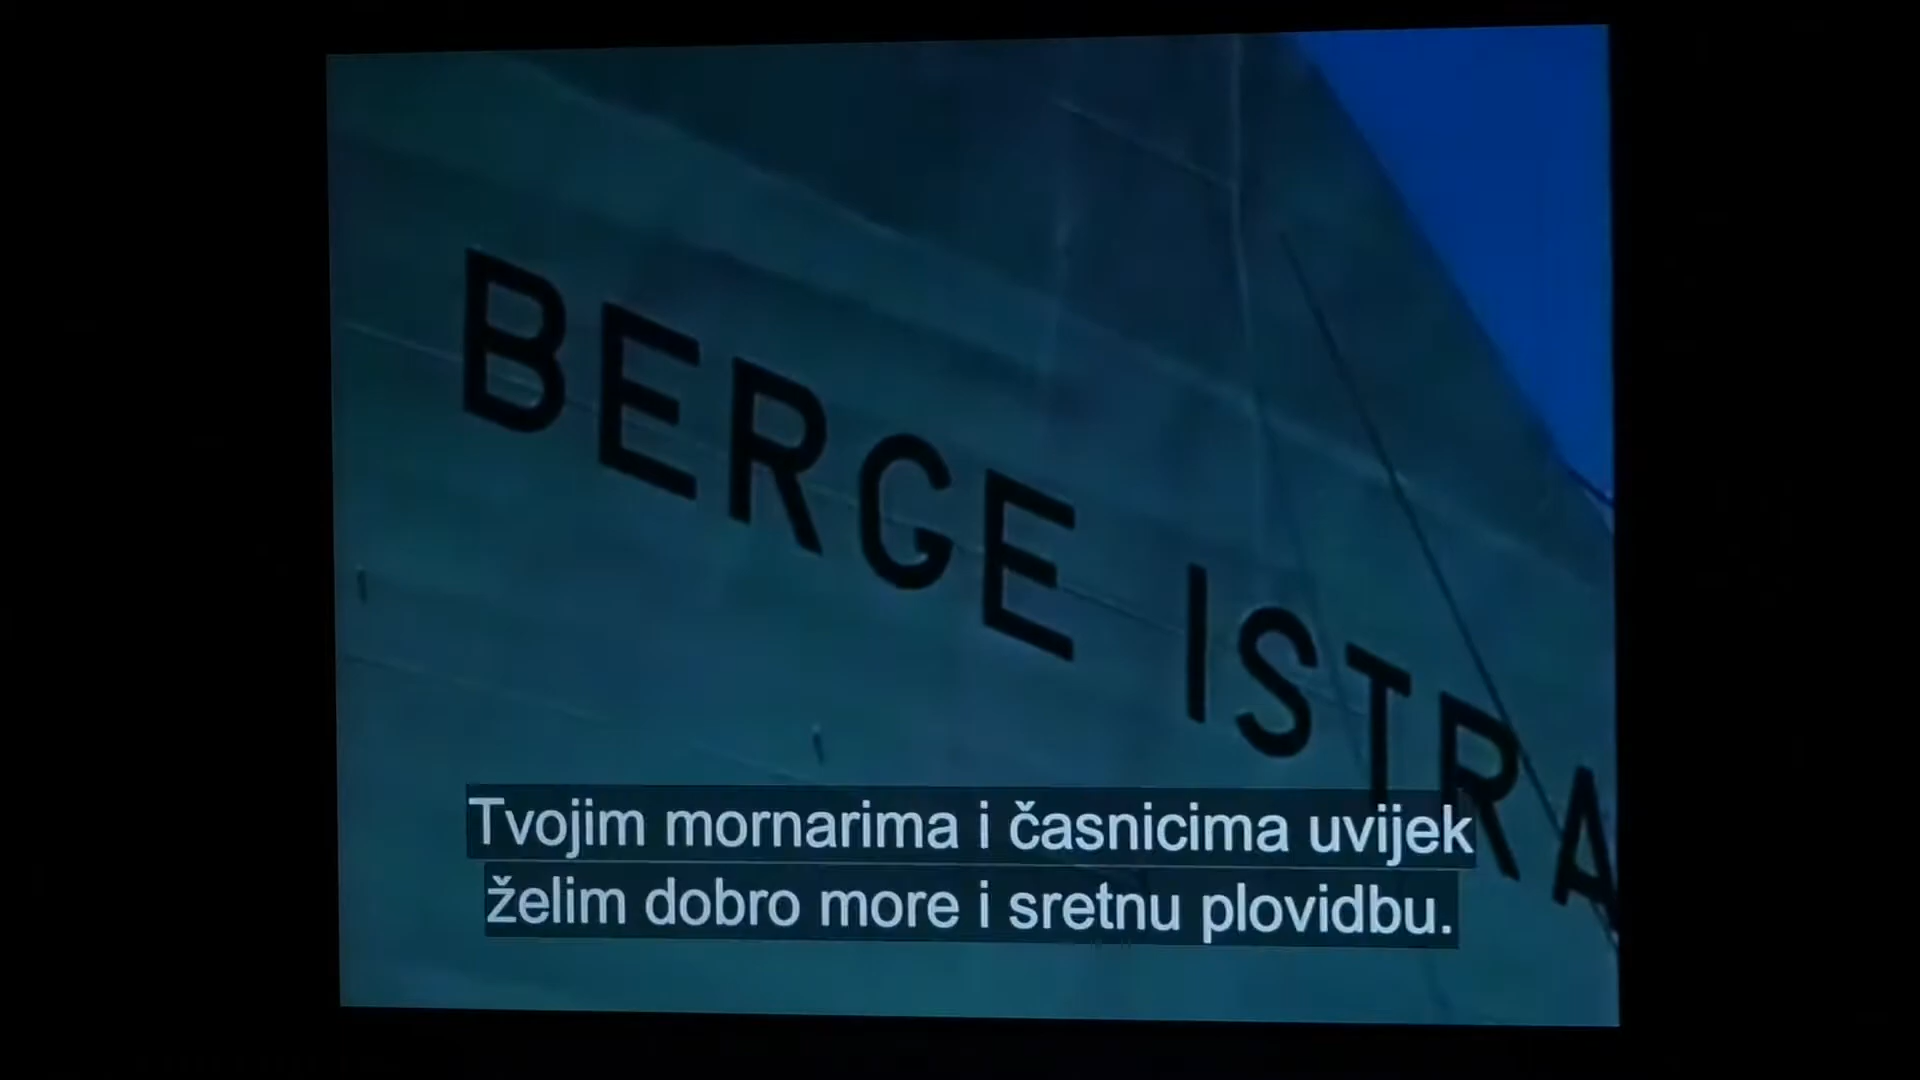 BERGE ISTRA
Tvojim mornarima i časnicima uvijek
želim dobro more i sretnu plovidbu.